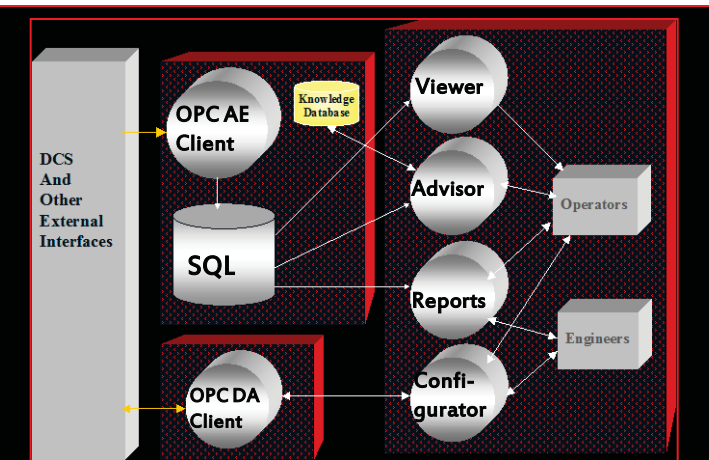 DCS
And
Other
External
Interfaces
OPC AE
Client
Knowledge
Database
SQL
OPC DA
Client
Viewer
Advisor
Reports
Confi-
gurator
Operators
Engineers